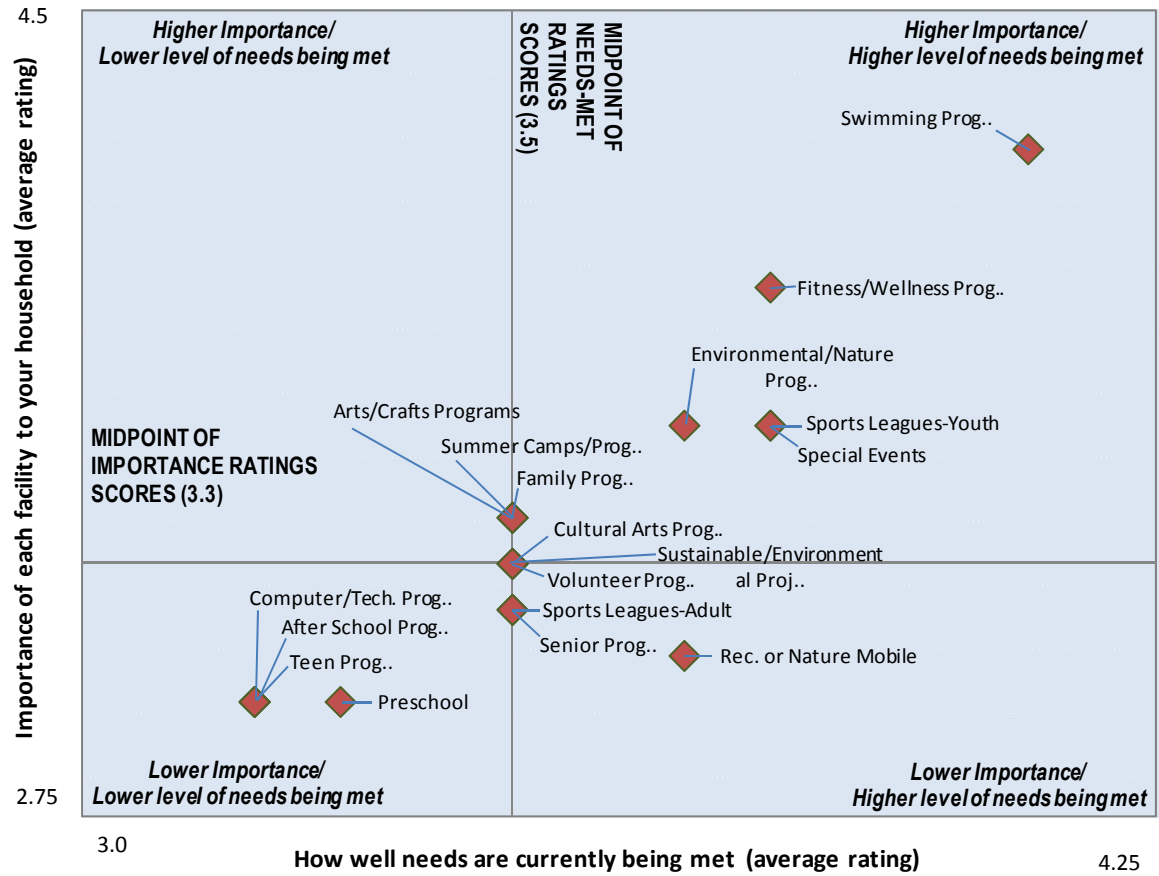 4.5
Importance of each facility to your household (average rating)
2.75
Higher Importance/
Lower level of needs being met
MIDPOINT OF
NEEDS-MET
RATINGS
SCORES (3.5)
Higher Importance/
Higher level of needs being met
Swimming Prog..
Fitness/Wellness Prog..
Environmental/Nature
Prog..
Sports Leagues-Youth
Special Events
Arts/Crafts Programs
Summer Camps/Prog..
Family Prog..
MIDPOINT OF
IMPORTANCE RATINGS
SCORES (3.3)
Cultural Arts Prog..
Sustainable/Environment
al Proj..
Volunteer Prog..
Computer/Tech. Prog..
After School Prog..
Teen Prog..
Preschool
Sports Leagues-Adult
Senior Prog..
Rec. or Nature Mobile
Lower Importance/
Lower level of needs being met
Lower Importance/
Higher level of needs being met
3.0
How well needs are currently being met (average rating)
4.25